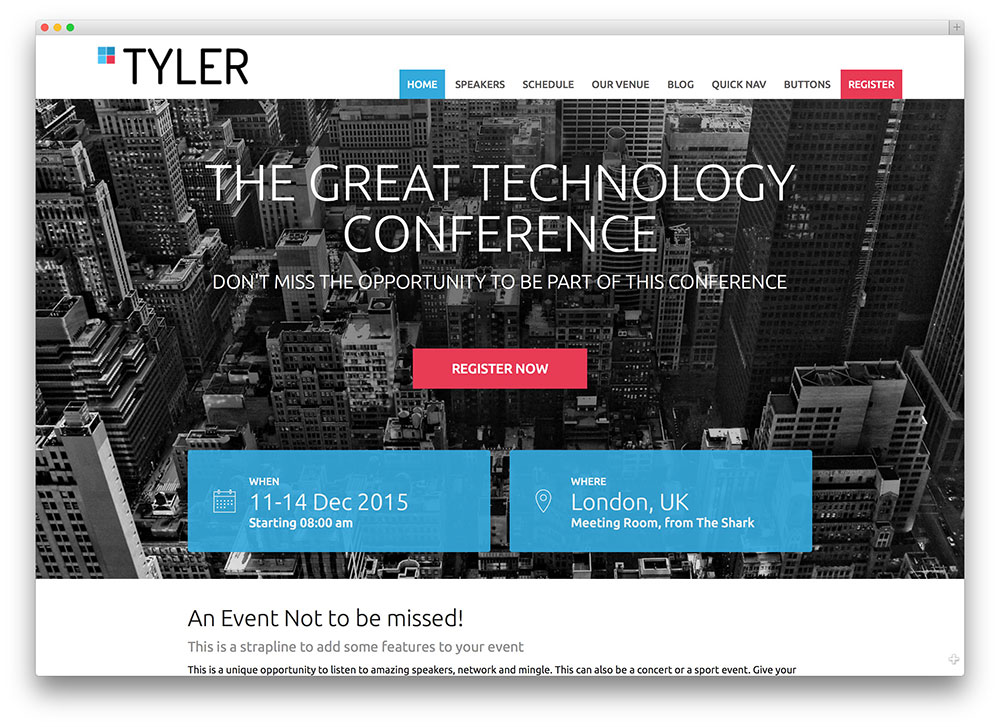 TYLER
HOME SPEAKERS SCHEDULE OUR VENUE BLOG QUICK NAV BUTTONS REGISTER
THE GREAT TECHNOLOGY
CONFERENCE
DON'T MISS THE OPPORTUNITY TO BE PART OF THIS CONFERENCE
REGISTER NOW
WHEN
11-14 Dec 2015
Starting 08:00 am
WHERE
London, UK
Meeting Room, from The Shark
An Event Not to be missed!
This is a strapline to add some features to your event
This is a unique opportunity to listen to amazing speakers, network and mingle. This can also be a concert or a sport event. Give your